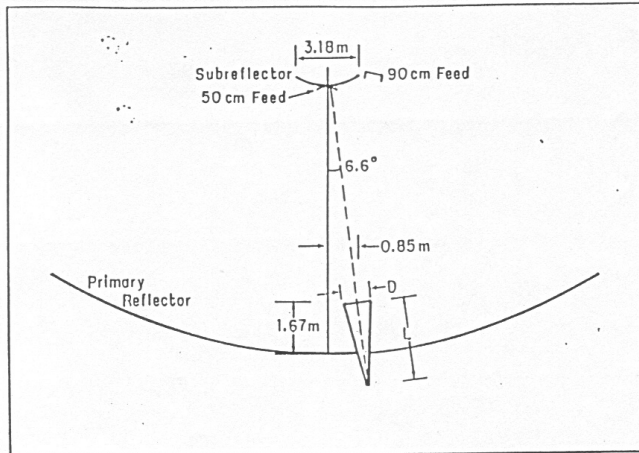 3.18m
Subreflector
90cm Feed
50cm Feed
6.6°
0.85m
Primary
Reflector
D
1.67m
L